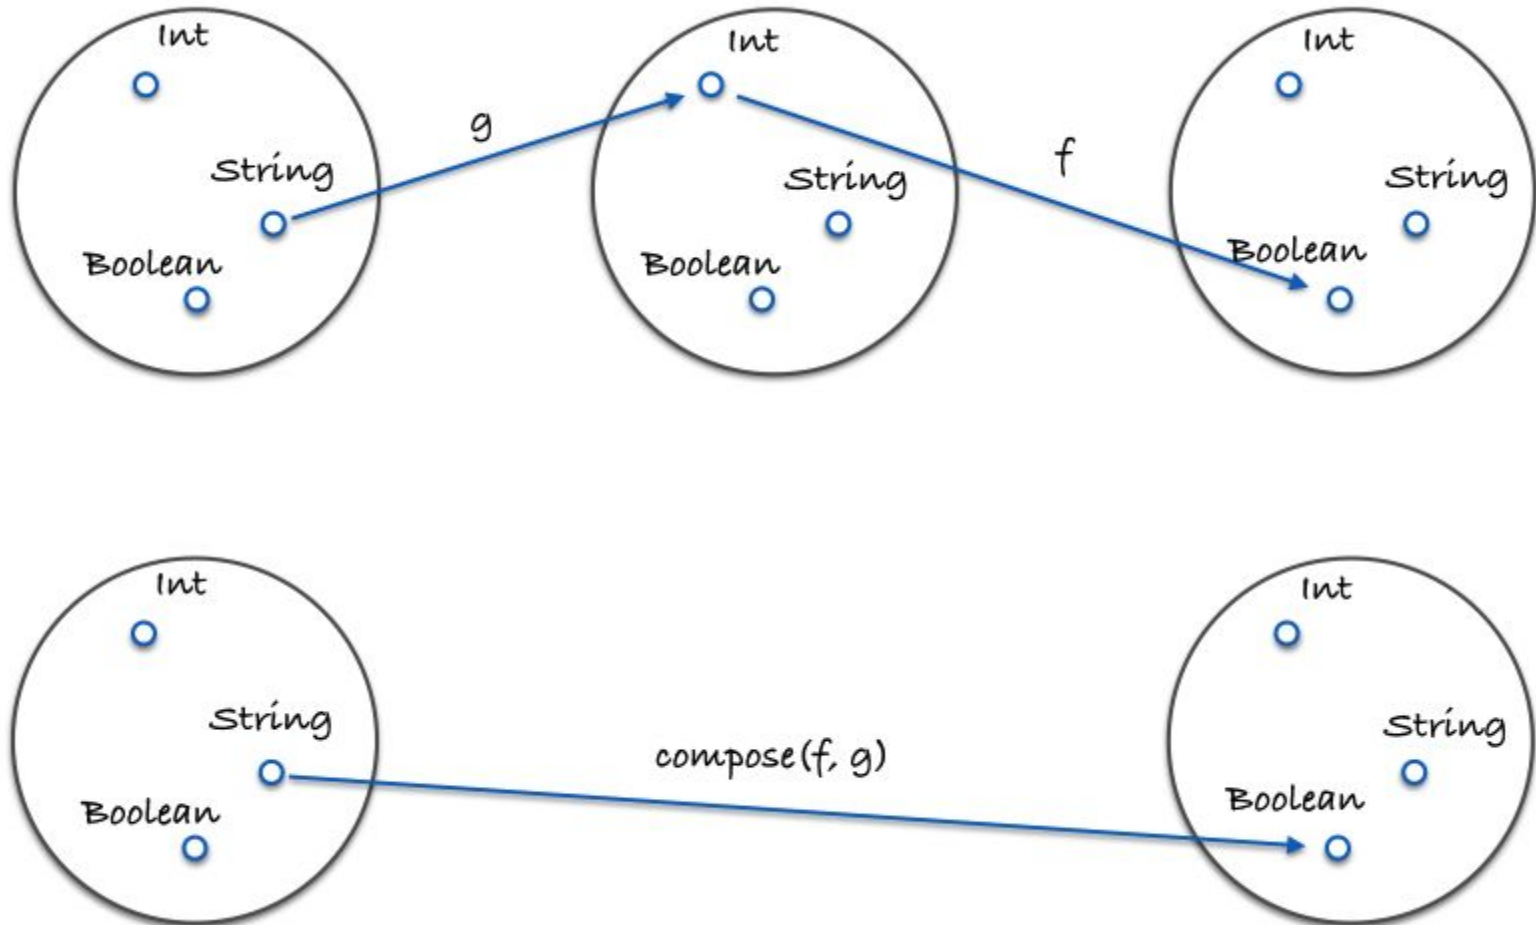 Int
Int
Int
g
f
String
String
String
Boolean
Boolean
Boolean
Int
Int
String
String
compose(f, g)
Boolean
Boolean